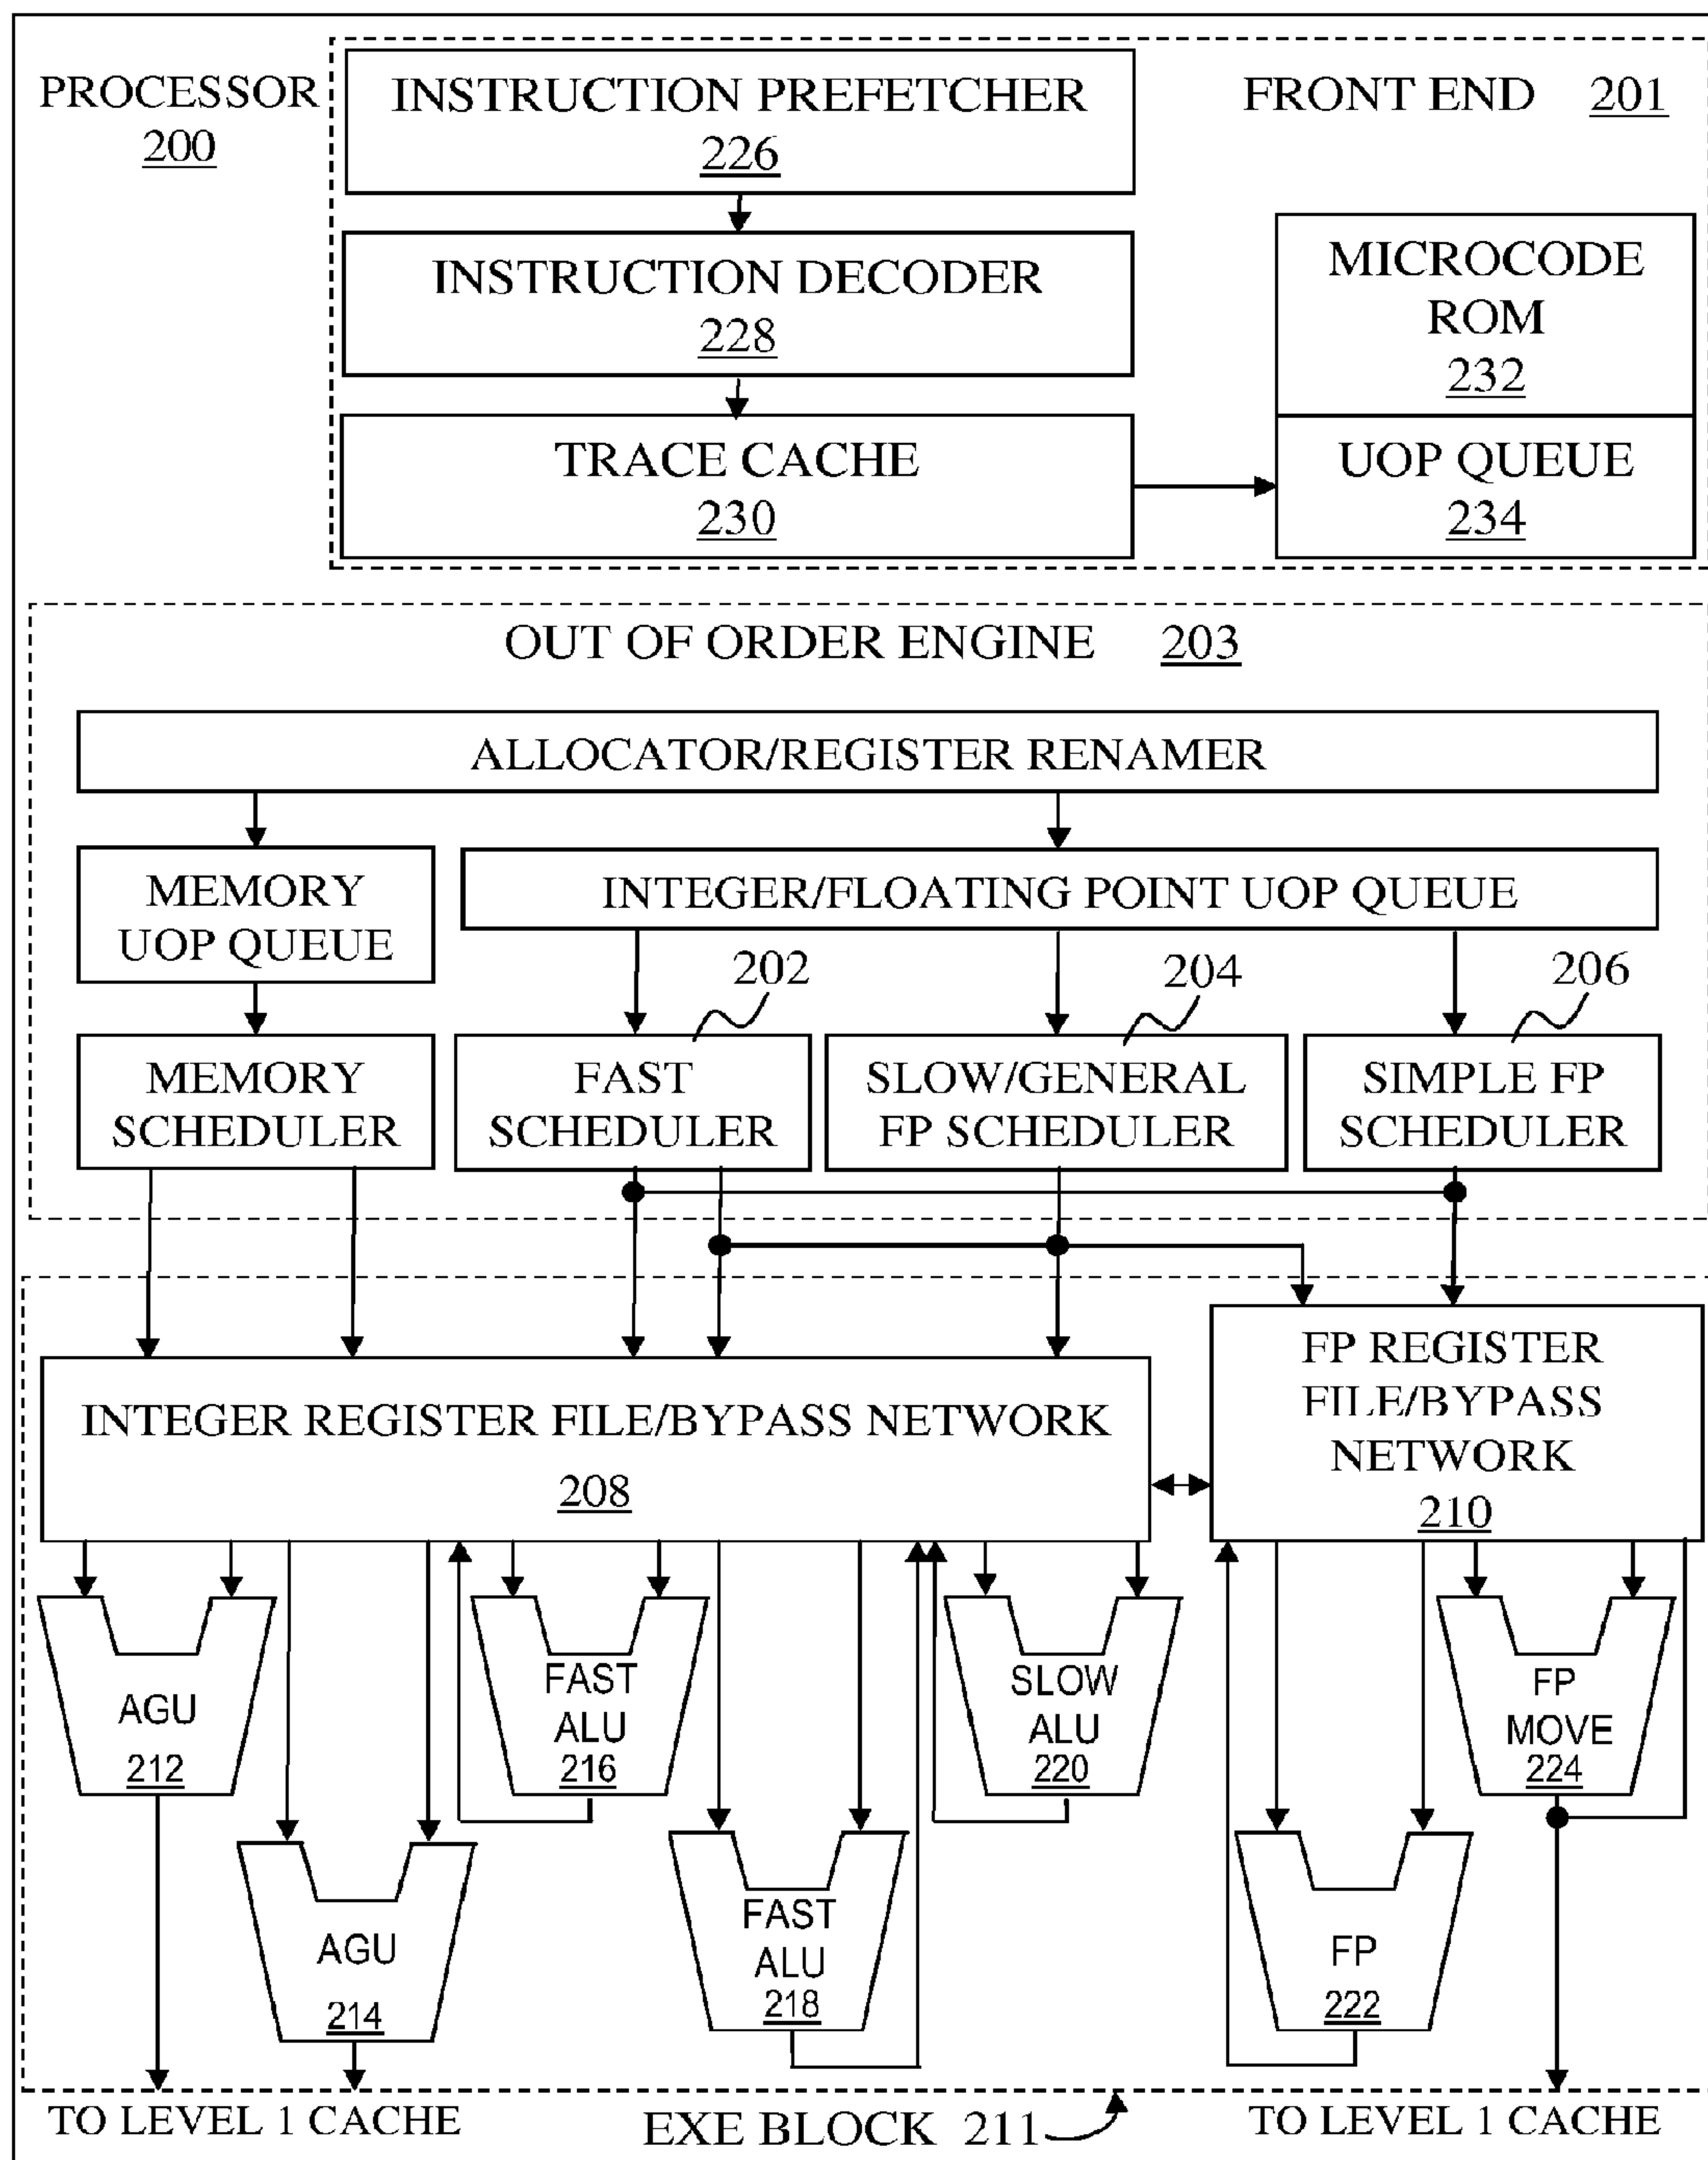 PROCESSOR
200
INSTRUCTION PREFETCHER
226
FRONT END 201
INSTRUCTION DECODER
228
MICROCODE
ROM
232
TRACE CACHE
230
UOP QUEUE
234
OUT OF ORDER ENGINE 203
ALLOCATOR/REGISTER RENAMER
MEMORY
UOP QUEUE
INTEGER/FLOATING POINT UOP QUEUE
202
204
206
MEMORY
SCHEDULER
FAST
SCHEDULER
SLOW/GENERAL
FP SCHEDULER
SIMPLE FP
SCHEDULER
INTEGER REGISTER FILE/BYPASS NETWORK
208
FP REGISTER
FILE/BYPASS
NETWORK
210
AGU
212
FAST
ALU
216
SLOW
ALU
220
FP
MOVE
224
AGU
214
FAST
ALU
218
FP
222
TO LEVEL 1 CACHE
EXE BLOCK 211
TO LEVEL 1 CACHE